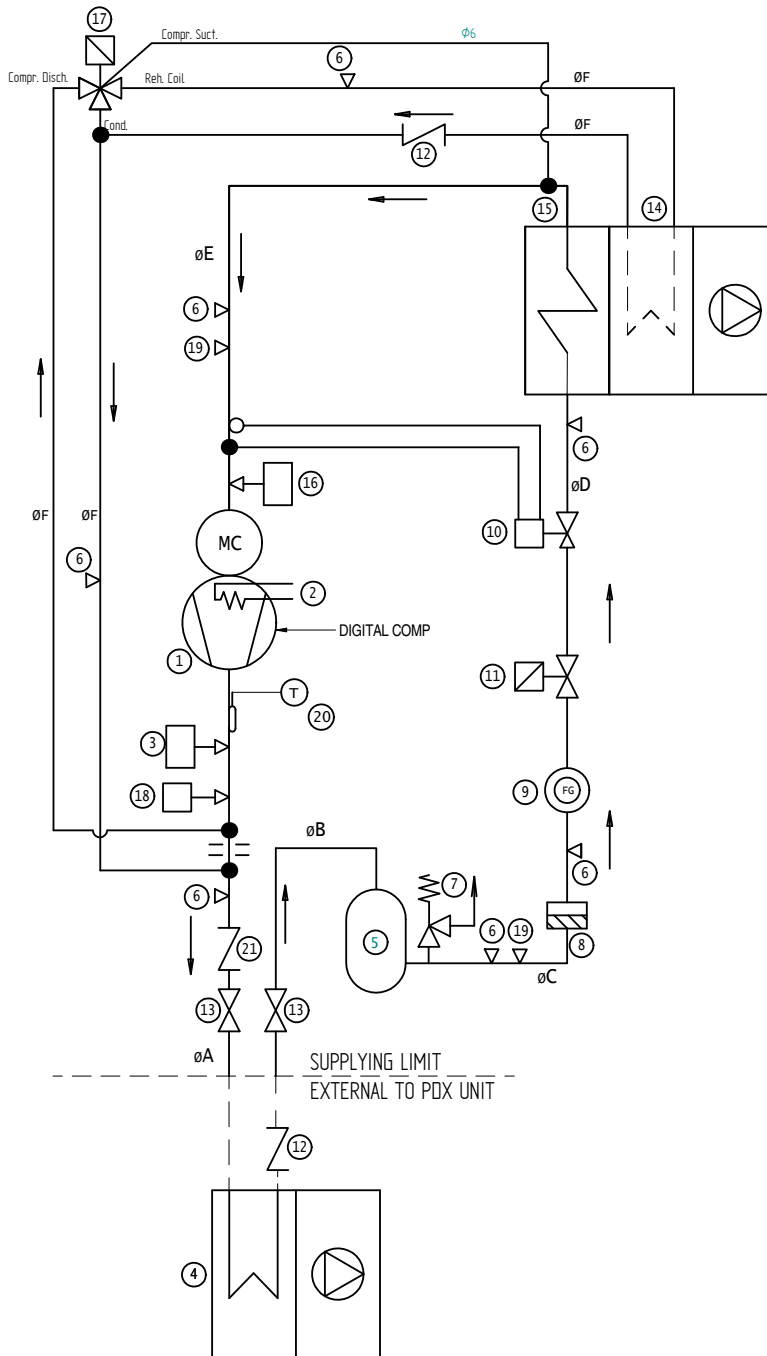 17
Compr. Suct.
Φ6
6
Compr. Disch.
Reh. Coil
ØF
Cond.
ØF
12
15
14
øE
6
19
6
øD
16
10
ØF
ØF
6
MC
2
DIGITAL COMP
1
11
T
20
3
18
9
FG
øB
6
7
6
5
6
19
8
21
øC
13
13
øA
SUPPLYING LIMIT
EXTERNAL TO PDX UNIT
12
4